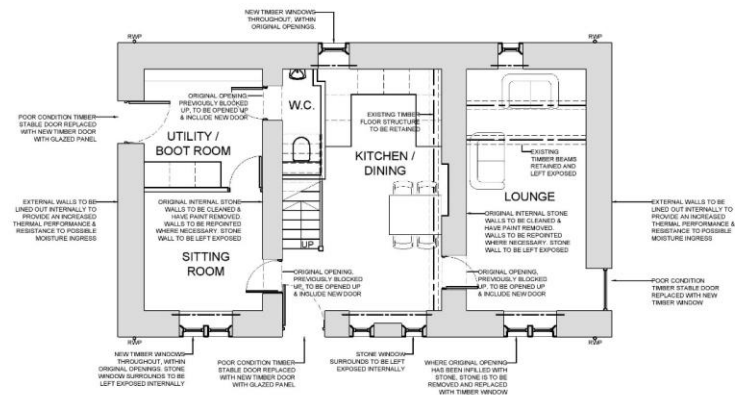 NEW TIMBER WINDOWS
THROUGHOUT, WITHIN
ORIGINAL OPENINGS.
RWP
RWP
POOR CONDITION TIMBER
STABLE DOOR REPLACED
WITH NEW TIMBER DOOR
WITH GLAZED PANEL
ORIGINAL OPENING,
PREVIOUSLY BLOCKED
UP, TO BE OPENED UP
& INCLUDE NEW DOOR
W.C.
EXISTING TIMBER
FLOOR STRUCTURE
TO BE RETAINED
UTILITY /
BOOT ROOM
KITCHEN /
DINING
EXISTING
TIMBER BEAMS
RETAINED AND
LEFT EXPOSED
LOUNGE
EXTERNAL WALLS TO BE
LINED OUT INTERNALLY TO
PROVIDE AN INCREASED
THERMAL PERFORMANCE &
RESISTANCE TO POSSIBLE
MOISTURE INGRESS
ORIGINAL INTERNAL STONE
WALLS TO BE CLEANED &
HAVE PAINT REMOVED.
WALLS TO BE REPOINTED
WHERE NECESSARY. STONE
WALL TO BE LEFT EXPOSED
UP
ORIGINAL INTERNAL STONE
WALLS TO BE CLEANED &
HAVE PAINT REMOVED.
WALLS TO BE REPOINTED
WHERE NECESSARY. STONE
WALL TO BE LEFT EXPOSED
EXTERNAL WALLS TO BE
LINED OUT INTERNALLY TO
PROVIDE AN INCREASED
THERMAL PERFORMANCE &
RESISTANCE TO POSSIBLE
MOISTURE INGRESS
SITTING
ROOM
ORIGINAL OPENING,
PREVIOUSLY BLOCKED
UP, TO BE OPENED UP
& INCLUDE NEW DOOR
ORIGINAL OPENING,
PREVIOUSLY BLOCKED
UP, TO BE OPENED UP
& INCLUDE NEW DOOR
POOR CONDITION
TIMBER STABLE DOOR
REPLACED WITH NEW
TIMBER WINDOW
RWP
RWP
NEW TIMBER WINDOWS
THROUGHOUT, WITHIN
ORIGINAL OPENINGS. STONE
WINDOW SURROUNDS TO BE
LEFT EXPOSED INTERNALLY
POOR CONDITION TIMBER
STABLE DOOR REPLACED
WITH NEW TIMBER DOOR
WITH GLAZED PANEL
STONE WINDOW
SURROUNDS TO BE LEFT
EXPOSED INTERNALLY
WHERE ORIGINAL OPENING
HAS BEEN INFILLED WITH
STONE, STONE IS TO BE
REMOVED AND REPLACED
WITH TIMBER WINDOW